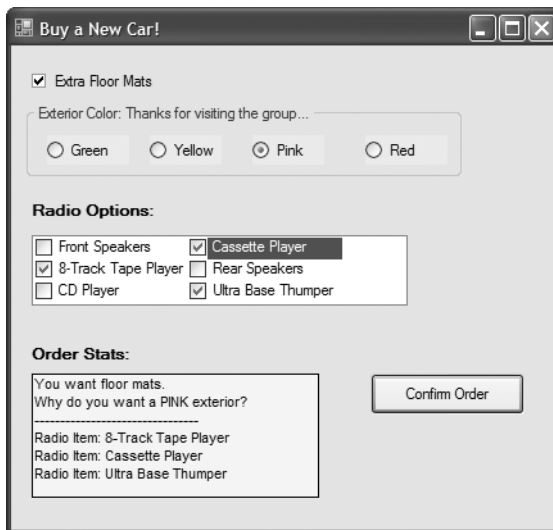 Buy a New Car!
Extra Floor Mats
Exterior Color: Thanks for visiting the group...
Green Yellow Pink Red
Radio Options:
Front Speakers Cassette Player
8-Track Tape Player Rear Speakers
CD Player Ultra Base Thumper
Order Stats:
You want floor mats.
Why do you want a PINK exterior?
Confirm Order
--------------------------------
Radio Item: 8-Track Tape Player
Radio Item: Cassette Player
Radio Item: Ultra Base Thumper